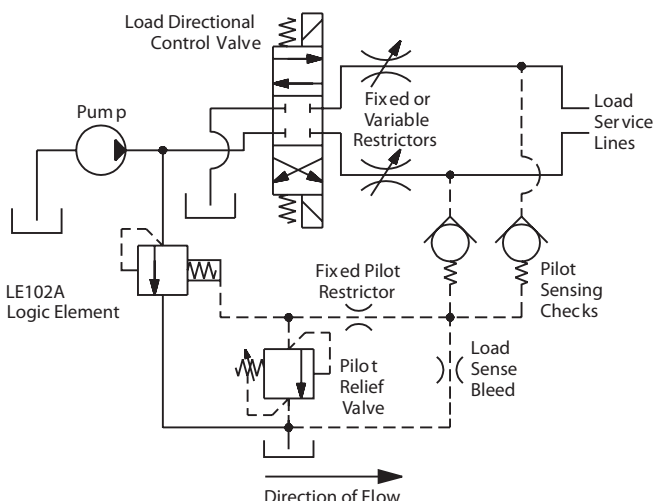 Load Directional
Control Valve
Pump
Fixed or
Variable
Restrictors
Load
Service
Lines
LE102A
Logic Element
Fixed Pilot
Restrictor
Pilot
Sensing
Checks
Pilot
Relief
Valve
Load
Sense
Bleed
Direction of Flow